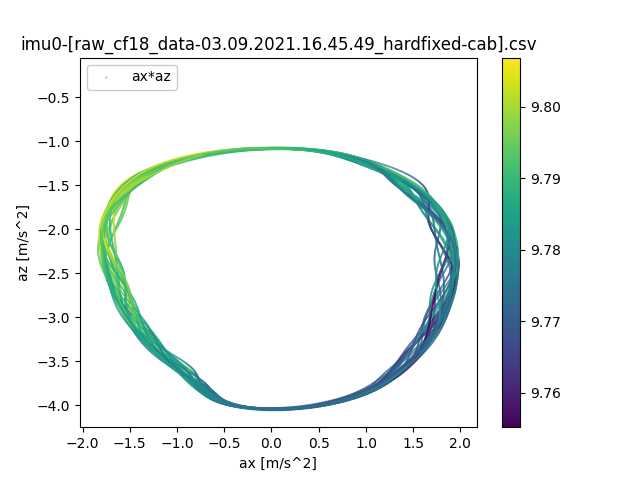 imu0-[raw_cf18_data-03.09.2021.16.45.49_hardfixed-cab].csv
ax*az
−0.5
−1.0
−1.5
−2.0
−2.5
−3.0
−3.5
−4.0
az [m/s^2]
−2.0 −1.5 −1.0 −0.5 0.0 0.5 1.0 1.5 2.0
ax [m/s^2]
9.80
9.79
9.78
9.77
9.76